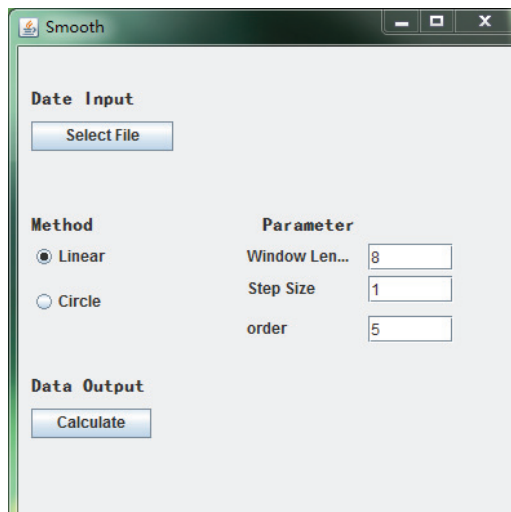 Smooth
Date Input
Select File
Method Parameter
Linear Window Len... 8
Step Size 1
Circle
order 5
Data Output
Calculate